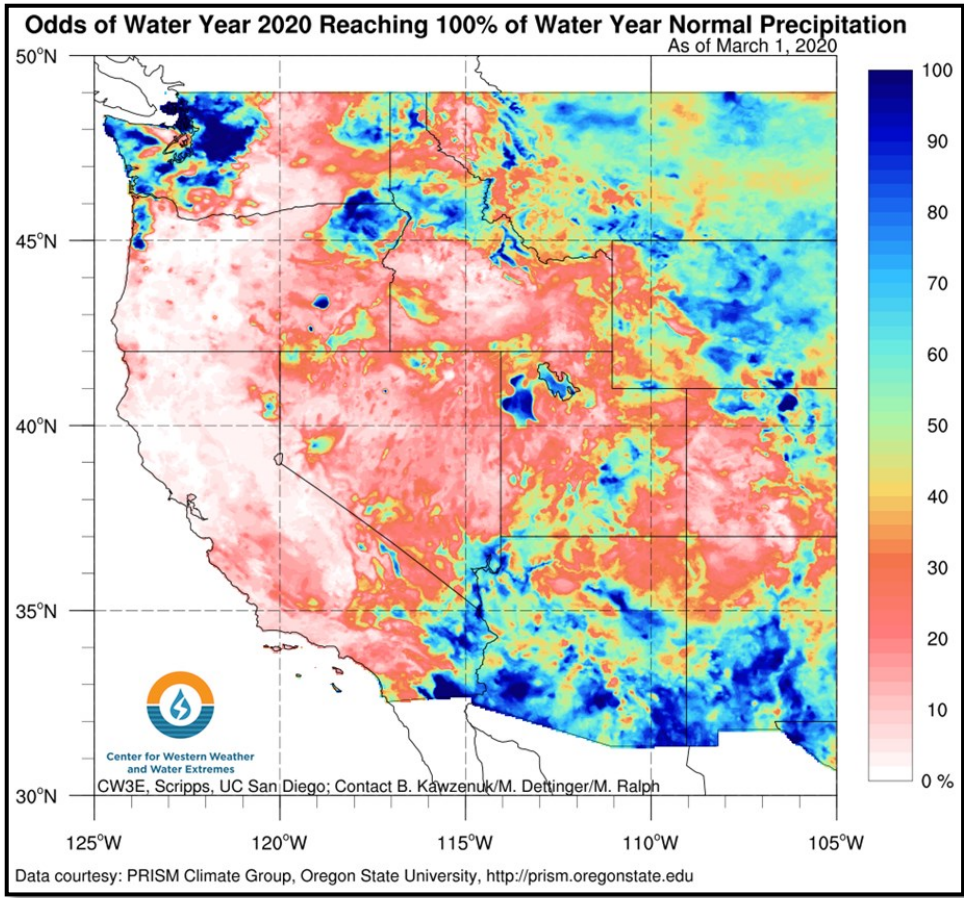 Odds of Water Year 2020 Reaching 100% of Water Year Normal Precipitation
As of March 1, 2020
50°N
45°N
40°N
35°N
30°N
125°W
120°W
115°W
110°W
105°W
100
90
80
70
60
50
40
30
20
10
0 %
Center for Western Weather
and Water Extremes
CW3E, Scripps, UC San Diego; Contact B. Kawzenuk/M. Dettinger/M. Ralph
Data courtesy: PRISM Climate Group, Oregon State University, http://prism.oregonstate.edu